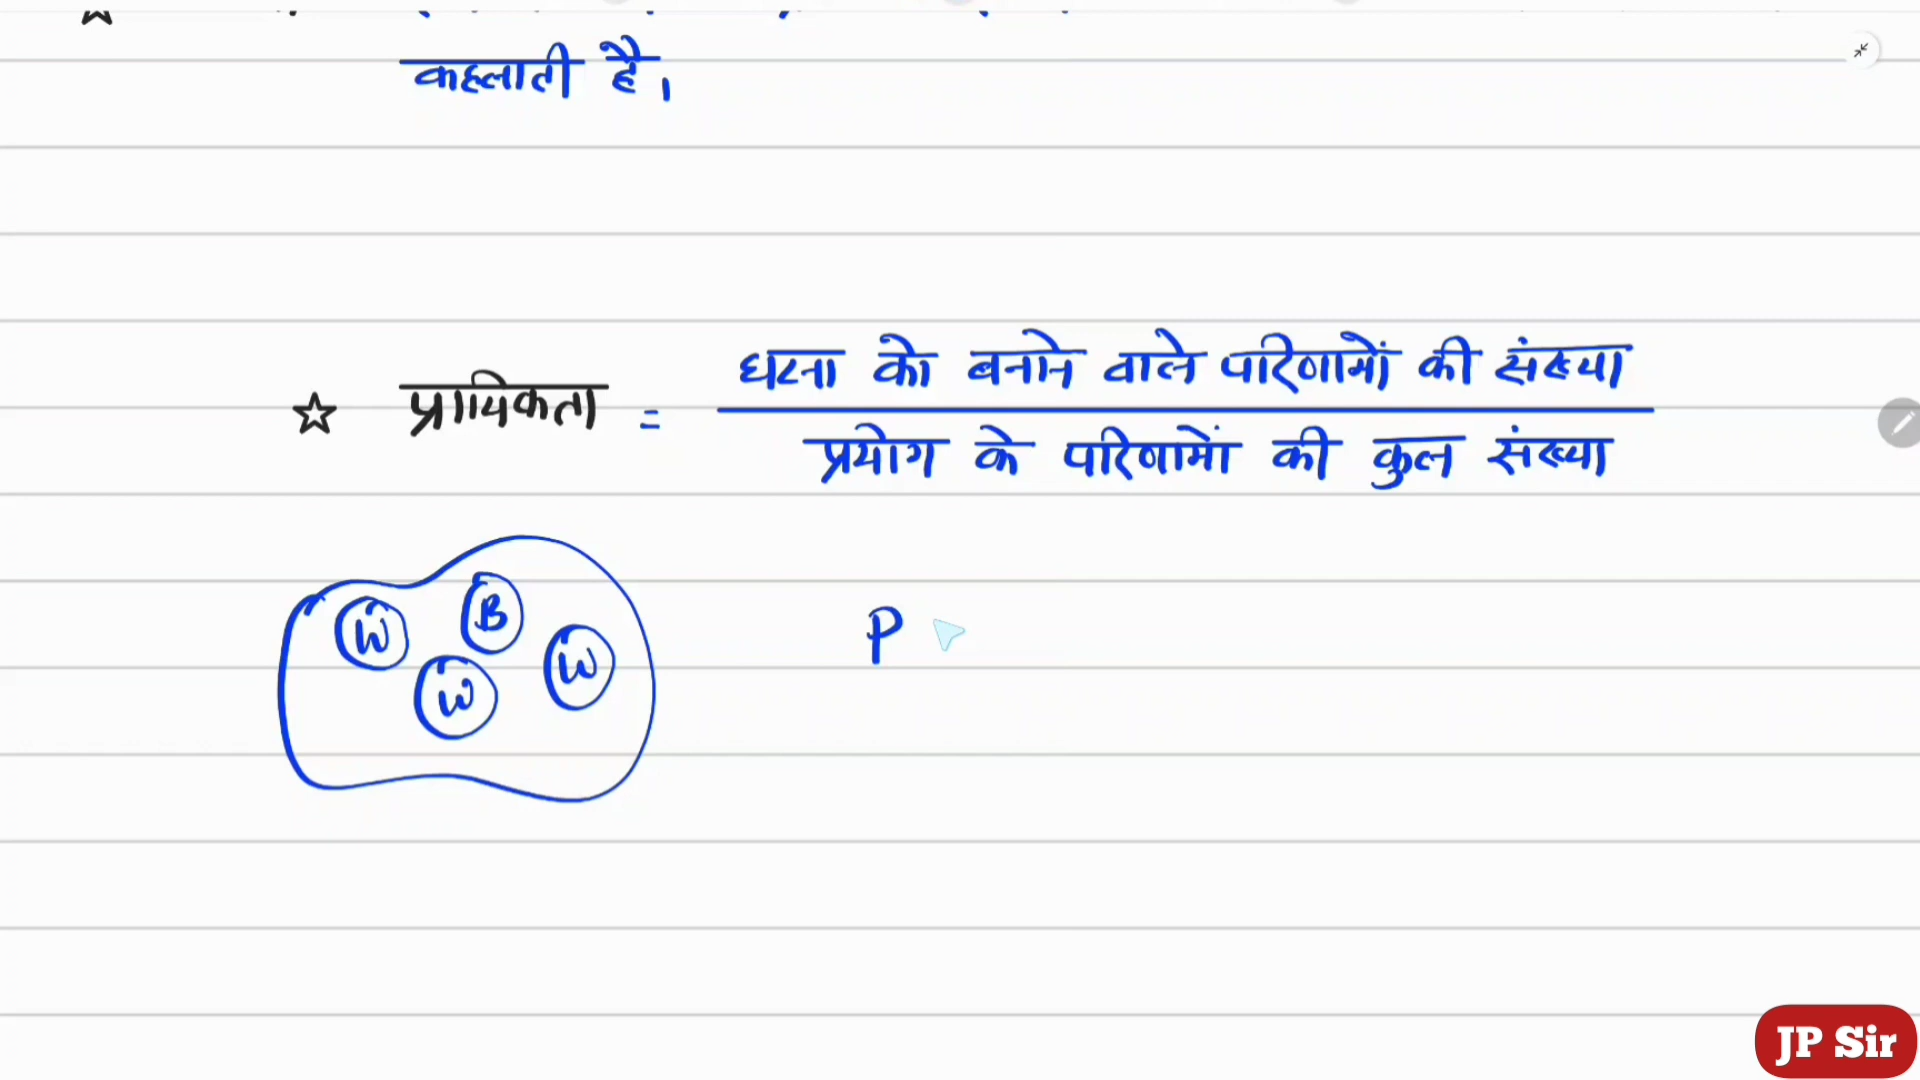 कहलाती है।
घटना को बनाने वाले परिणामों की संख्या
☆ प्रायिकता =
प्रयोग के परिणामों की कुल संख्या
W B W W
P
JP Sir